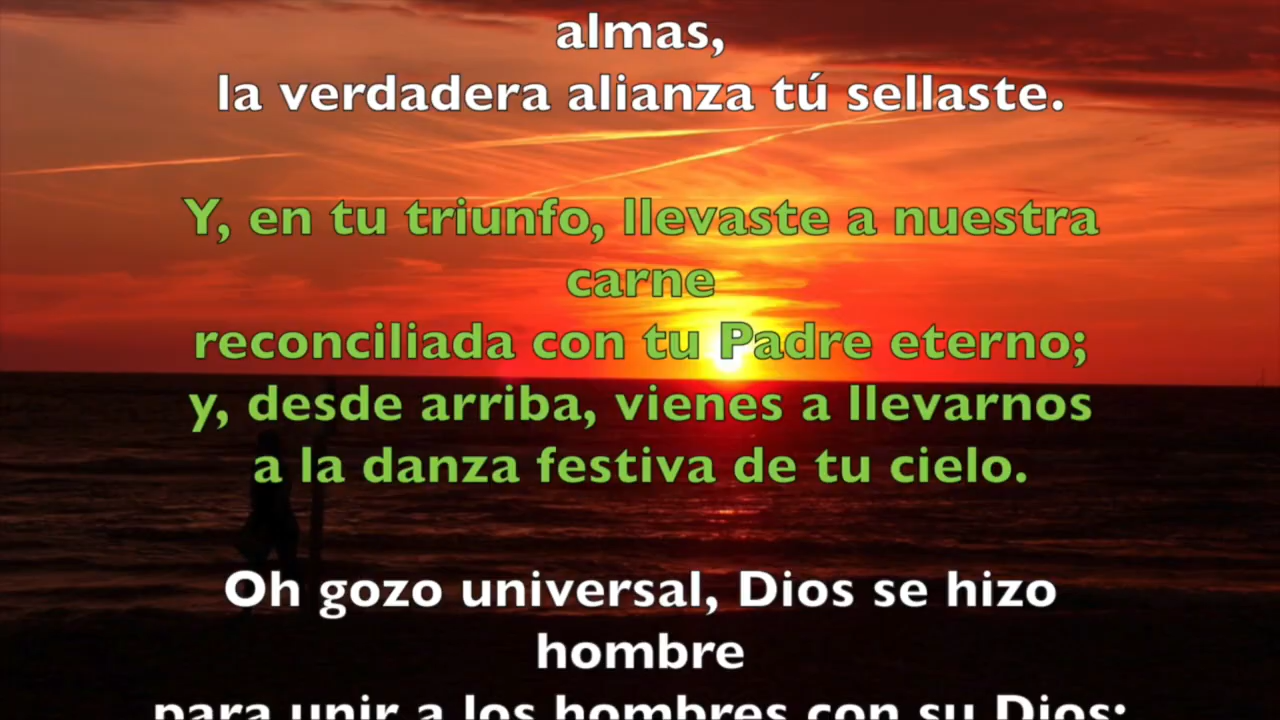 almas,
la verdadera alianza tú sellaste.
Y, en tu triunfo, llevaste a nuestra
carne
reconciliada con tu Padre eterno;
y, desde arriba, vienes a llevarnos
a la danza festiva de tu cielo.
Oh gozo universal, Dios se hizo
hombre
para unir a los hombres con su Dios;